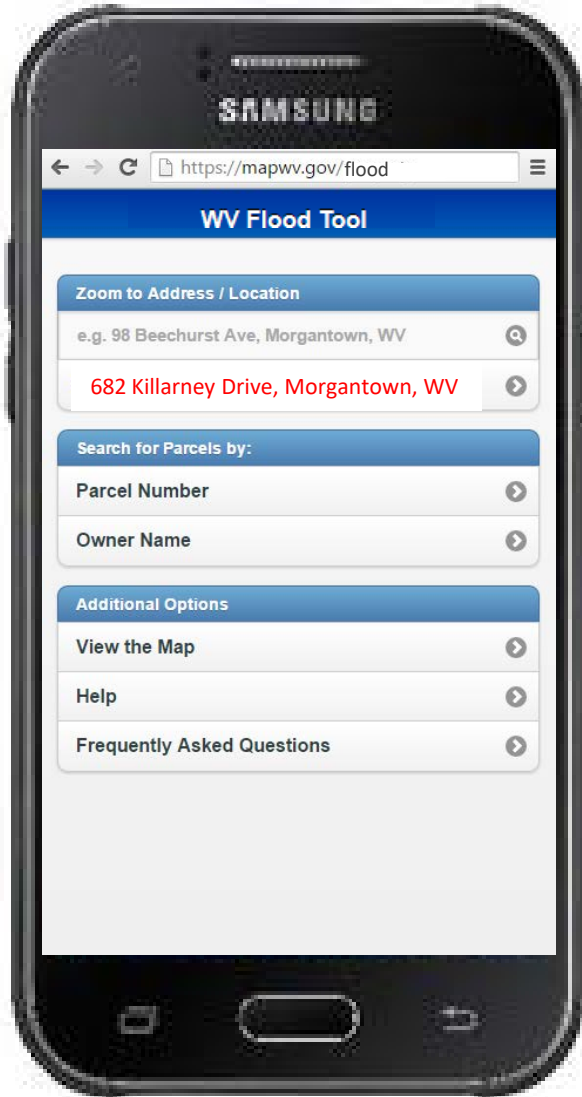 SAMSUNG
https://mapwv.gov/flood
WV Flood Tool
Zoom to Address / Location
e.g. 98 Beechurst Ave, Morgantown, WV
682 Killarney Drive, Morgantown, WV
Search for Parcels by:
Parcel Number
Owner Name
Additional Options
View the Map
Help
Frequently Asked Questions